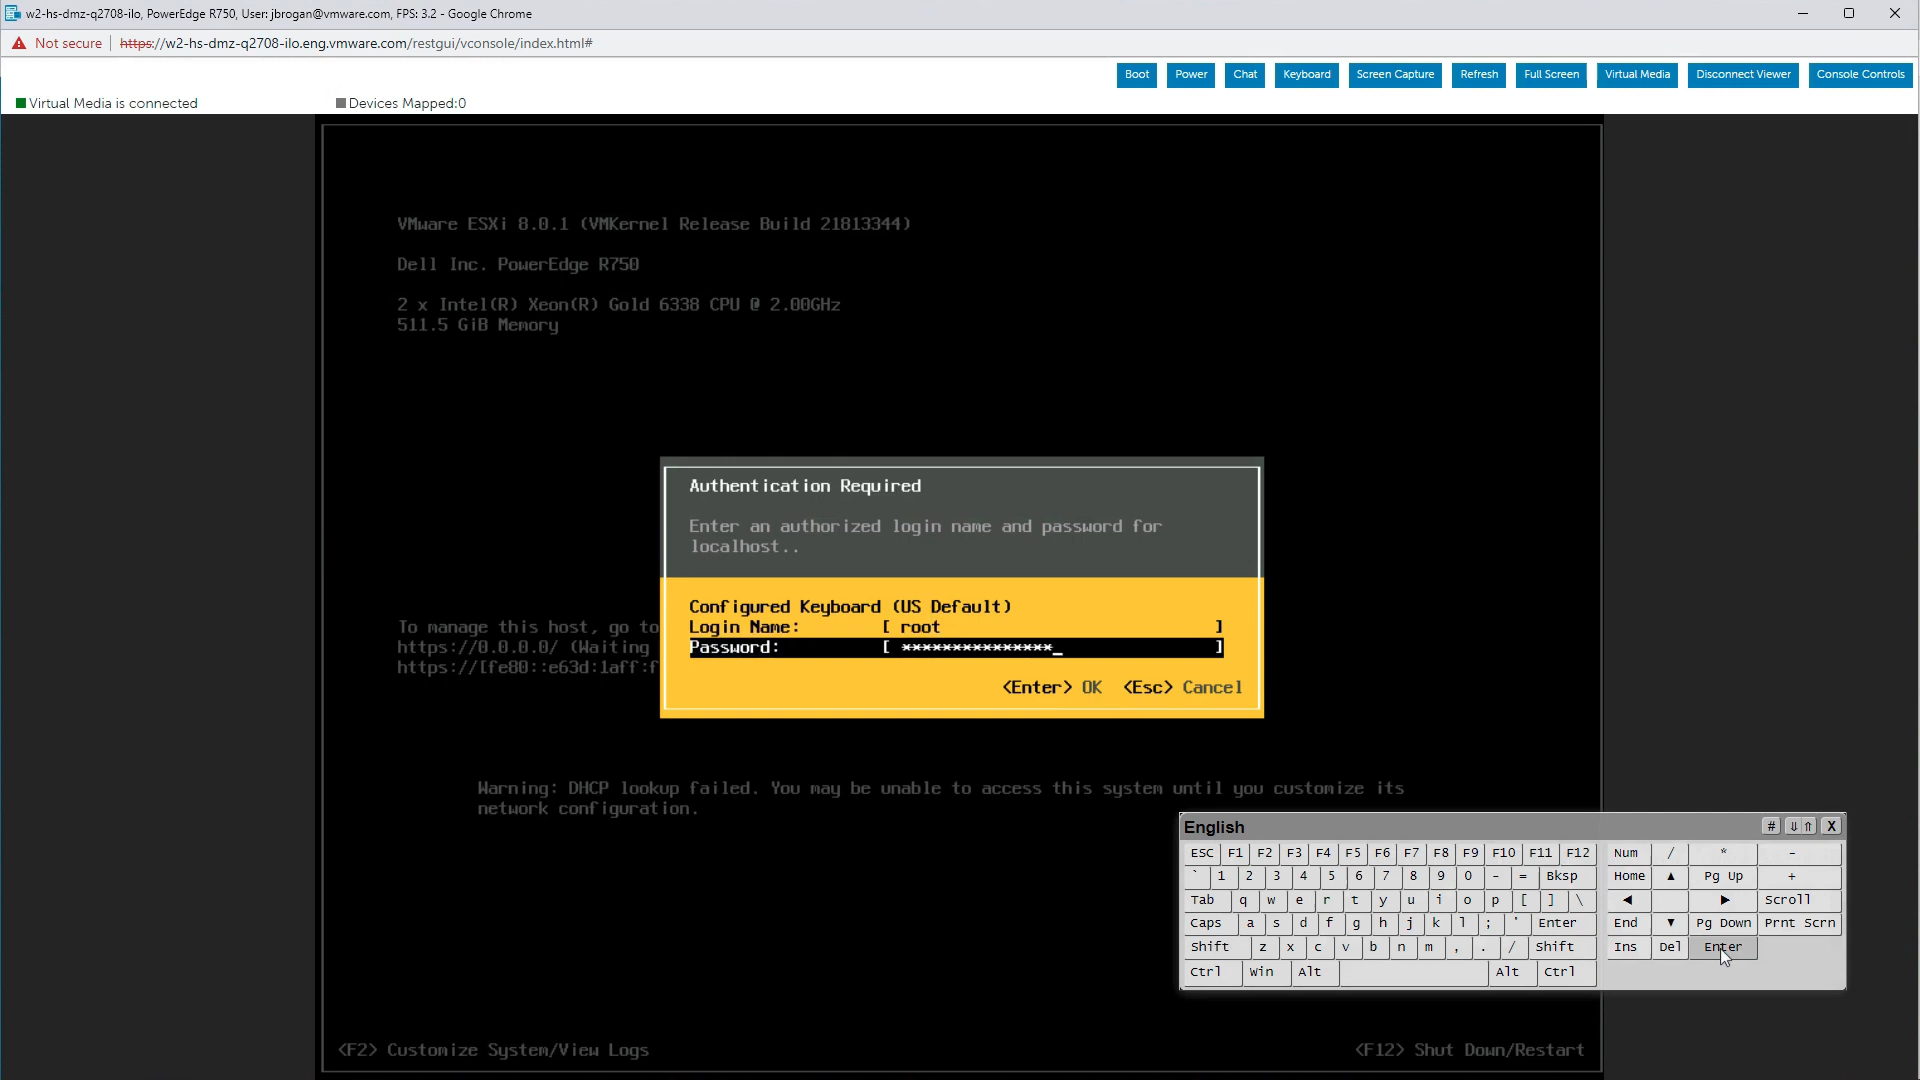 w2-hs-dmz-q2708-ilo, PowerEdge R750, User: jbrogan@vmware.com, FPS: 3.2 - Google Chrome
Not secure | https://w2-hs-dmz-q2708-ilo.eng.vmware.com/restgui/vconsole/index.html#
Boot Power Chat Keyboard Screen Capture Refresh Full Screen Virtual Media Disconnect Viewer Console Controls
Virtual Media is connected Devices Mapped:0
VMware ESXi 8.0.1 (VMKernel Release Build 21813344)
Dell Inc. PowerEdge R750
2 x Intel(R) Xeon(R) Gold 6338 CPU @ 2.00GHz
511.5 GiB Memory
Authentication Required
Enter an authorized login name and password for
localhost..
Configured Keyboard (US Default)
Login Name: [ root ]
Password: [ ***************_ ]
<Enter> OK <Esc> Cancel
To manage this host, go to
https://0.0.0.0/ (Waiting
https://[fe80::e63d:1aff:f
Warning: DHCP lookup failed. You may be unable to access this system until you customize its
network configuration.
English # ⇓⇑ X
ESC F1 F2 F3 F4 F5 F6 F7 F8 F9 F10 F11 F12 Num / * -
` 1 2 3 4 5 6 7 8 9 0 - = Bksp Home ▲ Pg Up +
Tab q w e r t y u i o p [ ] \ ◀ ▶ Scroll
Caps a s d f g h j k l ; ' Enter End ▼ Pg Down Prnt Scrn
Shift z x c v b n m , . / Shift Ins Del Enter
Ctrl Win Alt Alt Ctrl
<F2> Customize System/View Logs <F12> Shut Down/Restart